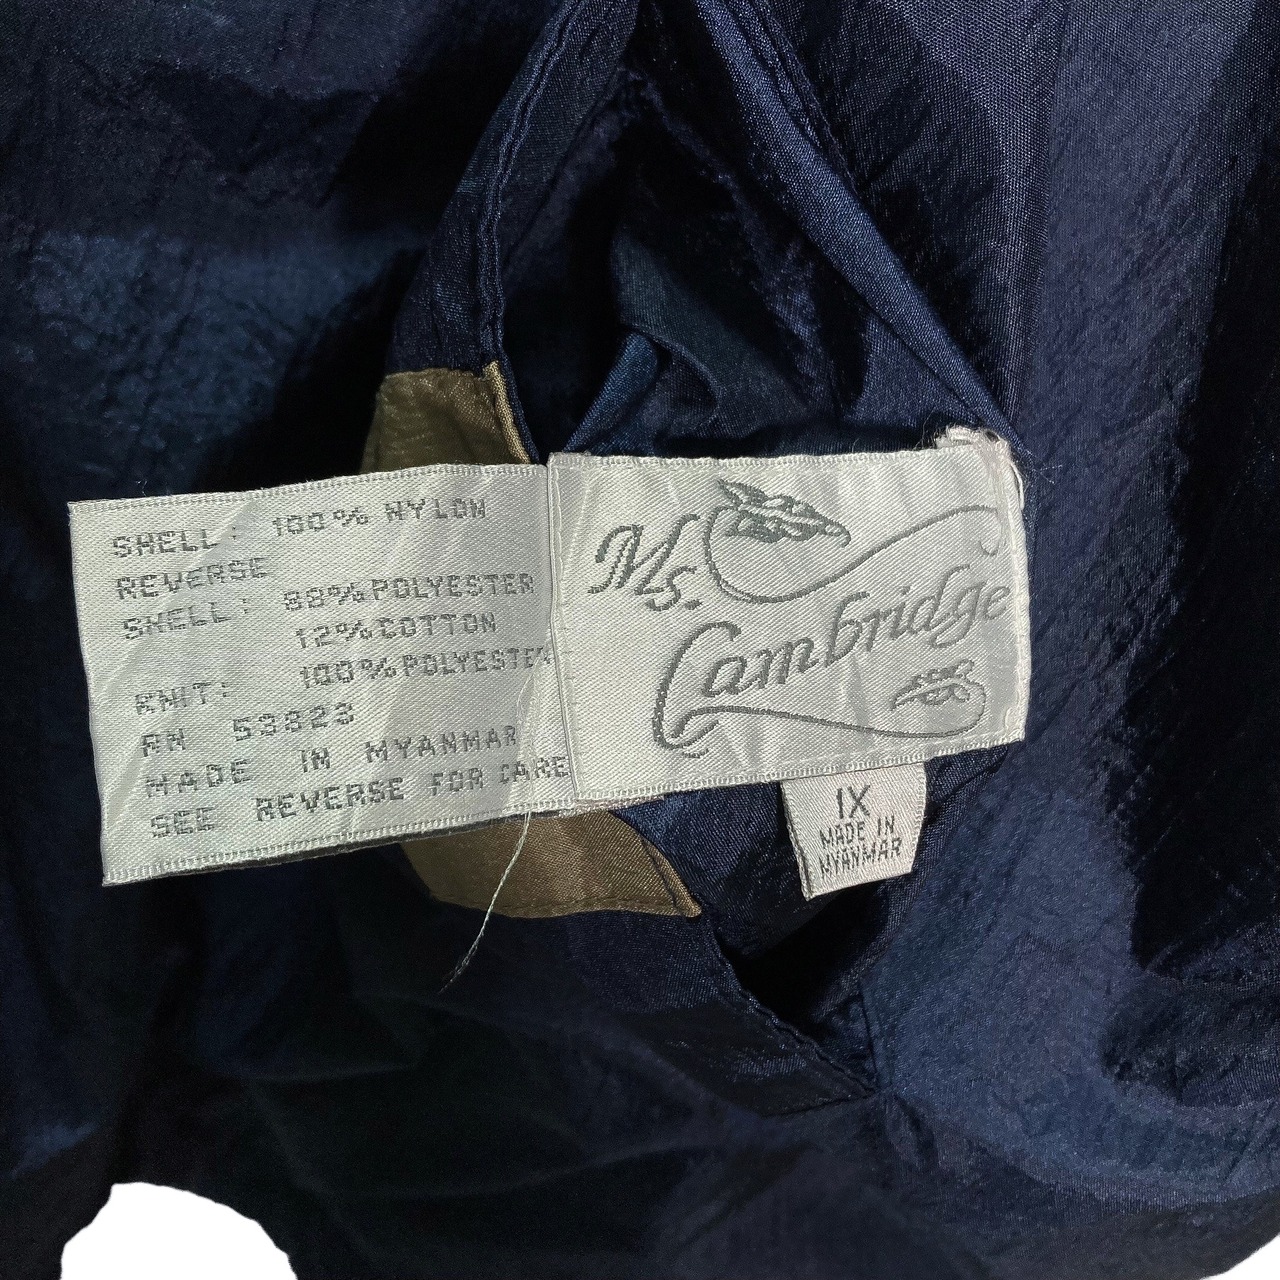 SHELL: 100% NYLON
REVERSE
SHELL: 88% POLYESTER
12% COTTON
KNIT: 100% POLYESTER
RN 53823
MADE IN MYANMAR
SEE REVERSE FOR CARE
Ms.
Cambridge
1X
MADE IN
MYANMAR